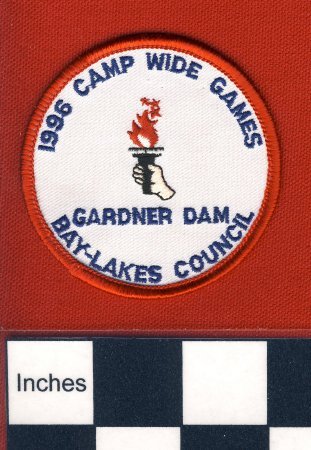 1996 CAMP WIDE GAMES
GARDNER DAM
BAY-LAKES COUNCIL
Inches